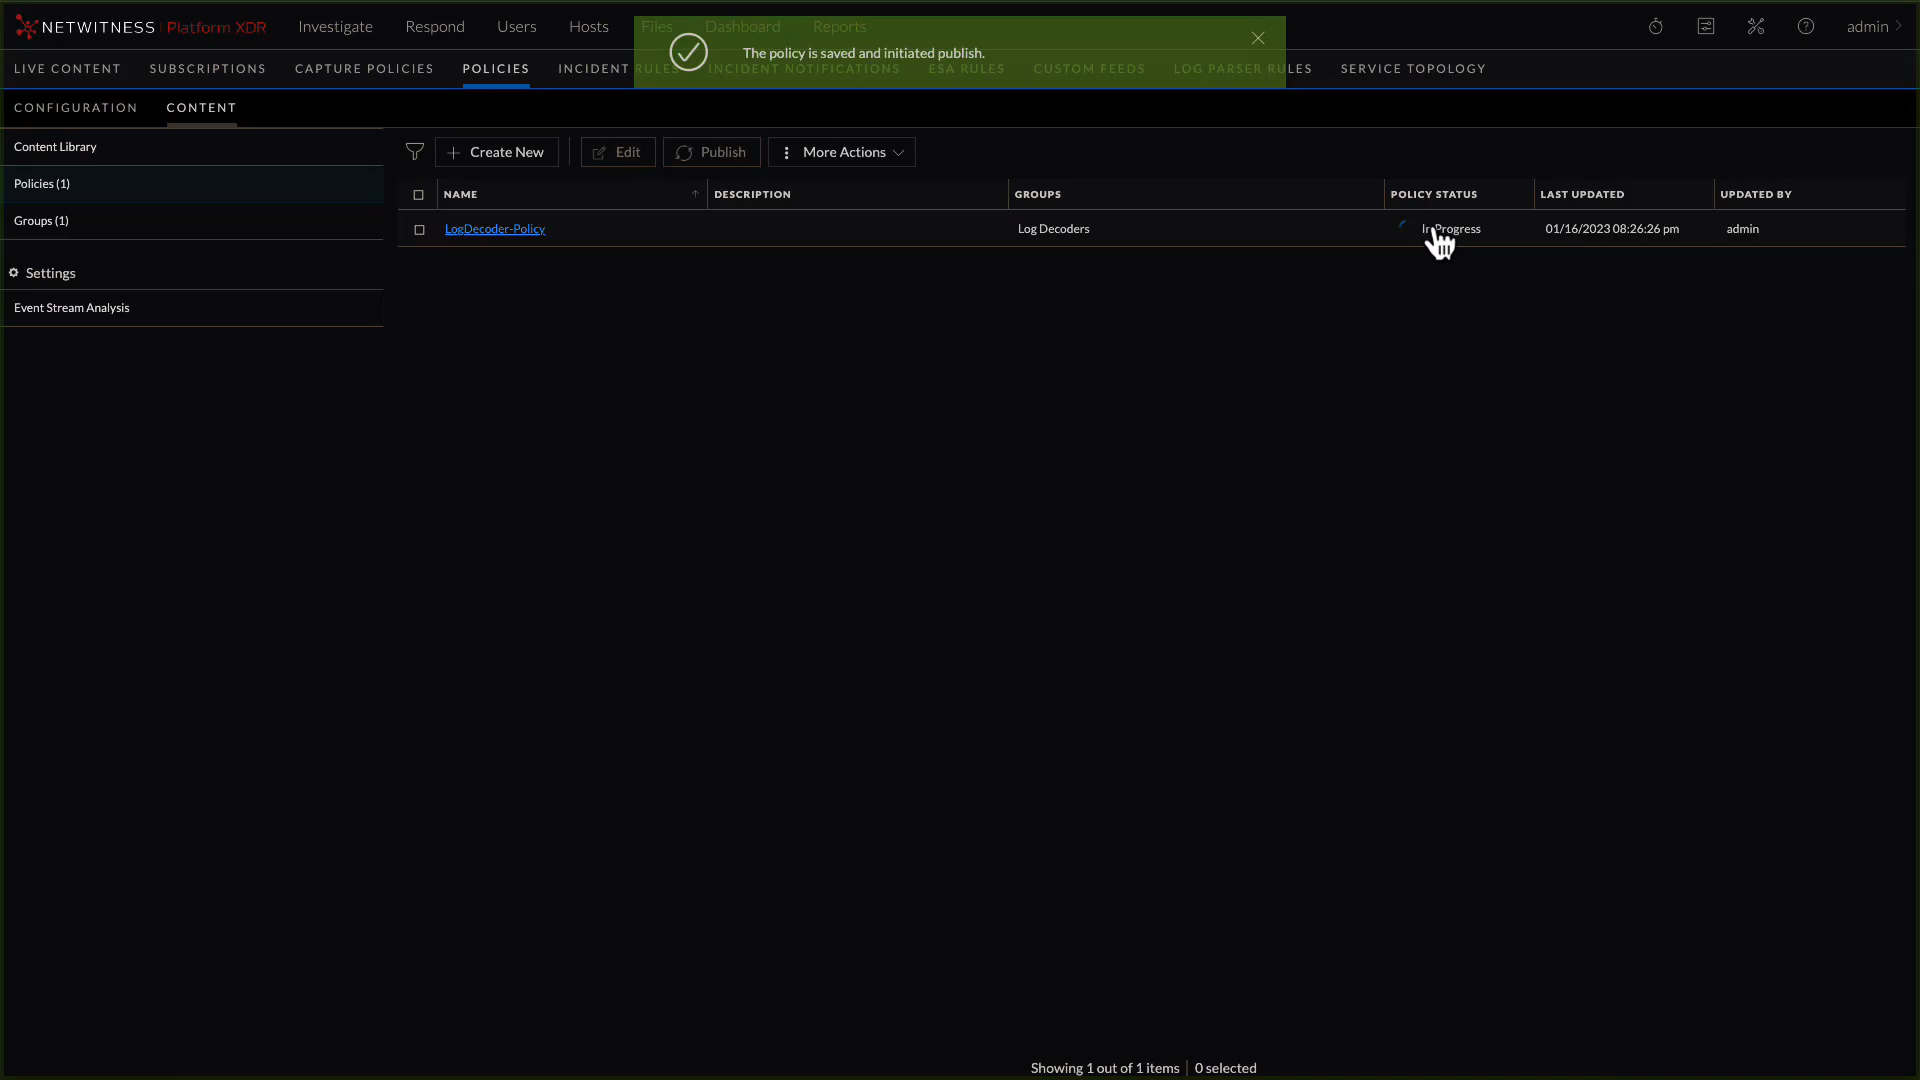 NETWITNESS Platform XDR Investigate Respond Users Hosts Files Dashboard Reports admin
The policy is saved and initiated publish.
LIVE CONTENT SUBSCRIPTIONS CAPTURE POLICIES POLICIES INCIDENT RULES INCIDENT NOTIFICATIONS ESA RULES CUSTOM FEEDS LOG PARSER RULES SERVICE TOPOLOGY
CONFIGURATION CONTENT
Content Library
Policies (1)
Groups (1)
Settings
Event Stream Analysis
Create New Edit Publish More Actions
NAME DESCRIPTION GROUPS POLICY STATUS LAST UPDATED UPDATED BY
LogDecoder-Policy Log Decoders In Progress 01/16/2023 08:26:26 pm admin
Showing 1 out of 1 items 0 selected